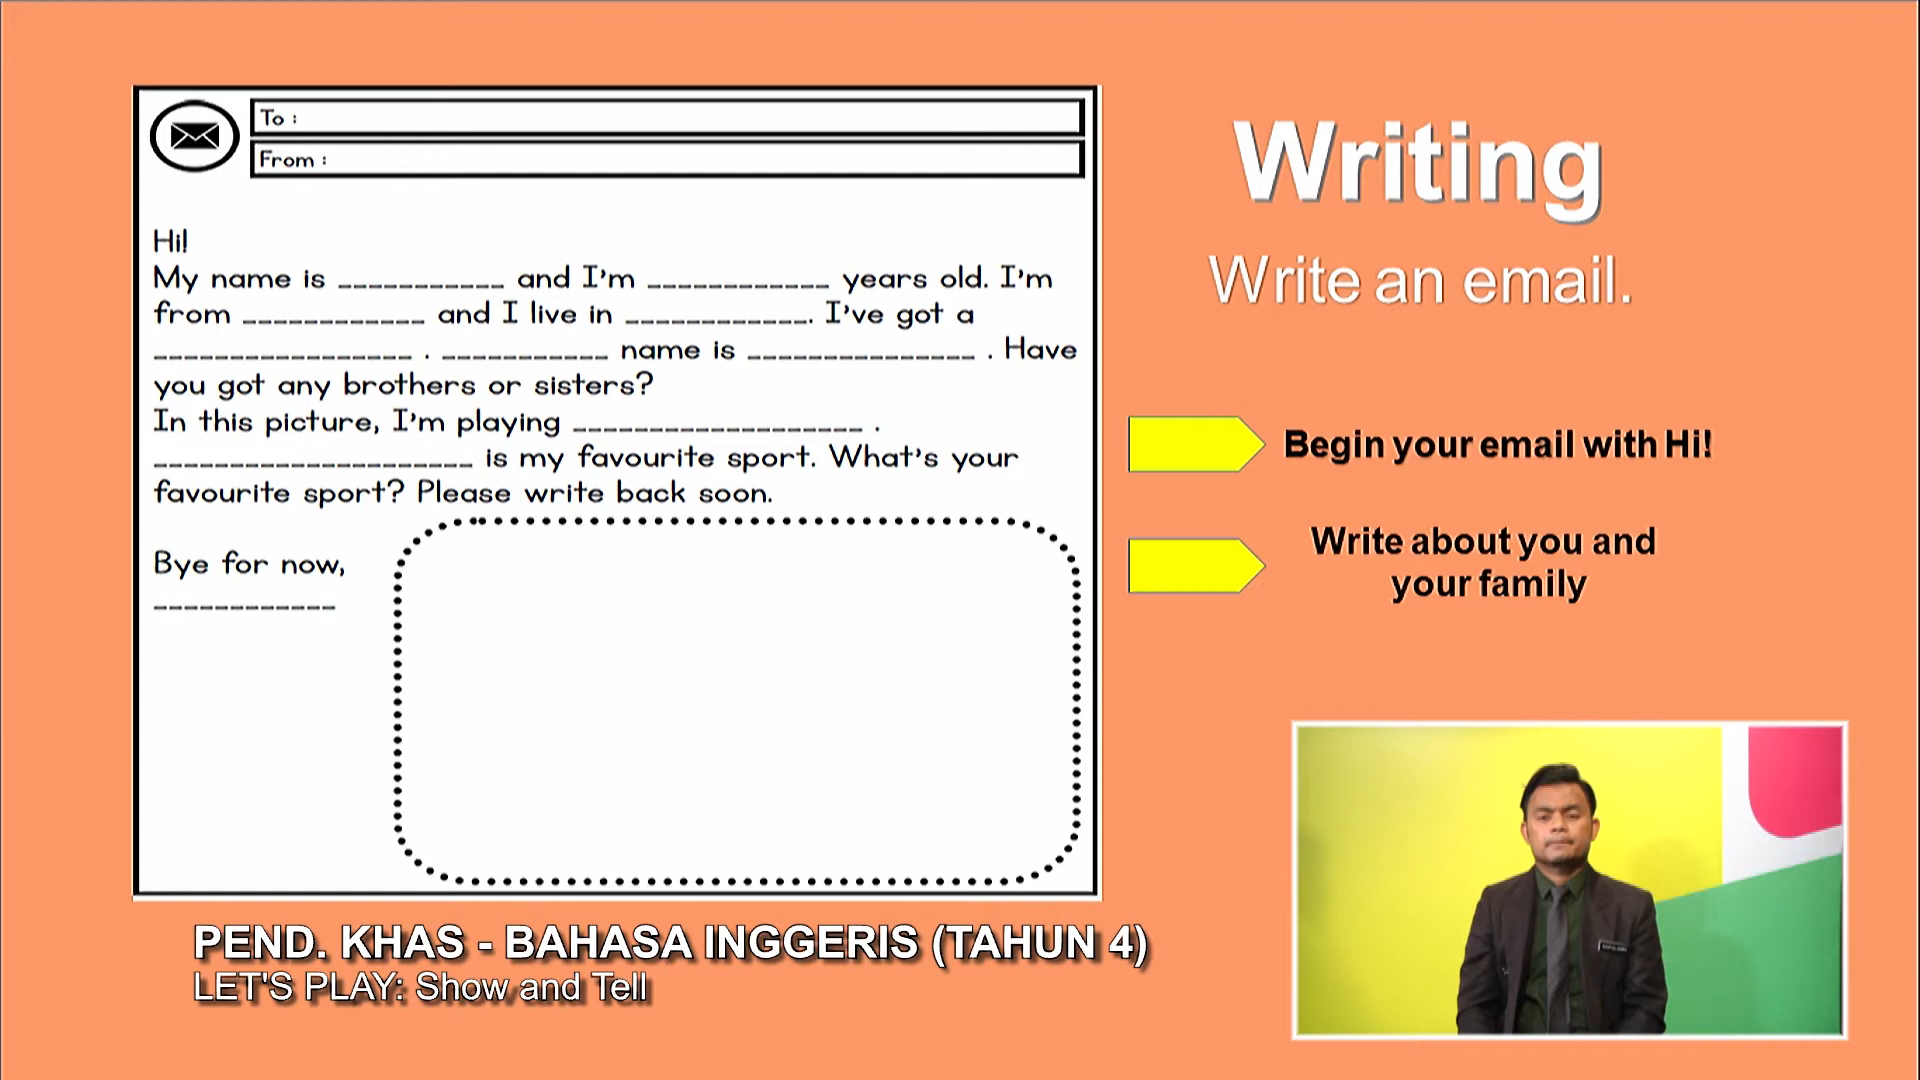 To :
From :
Hi!
My name is ___________ and I'm ____________ years old. I'm
from ____________ and I live in ____________. I've got a
_________________ . ___________ name is _______________ . Have
you got any brothers or sisters?
In this picture, I'm playing ___________________ .
_____________________ is my favourite sport. What's your
favourite sport? Please write back soon.
Bye for now,
____________
Writing
Write an email.
Begin your email with Hi!
Write about you and
your family
PEND. KHAS - BAHASA INGGERIS (TAHUN 4)
LET'S PLAY: Show and Tell